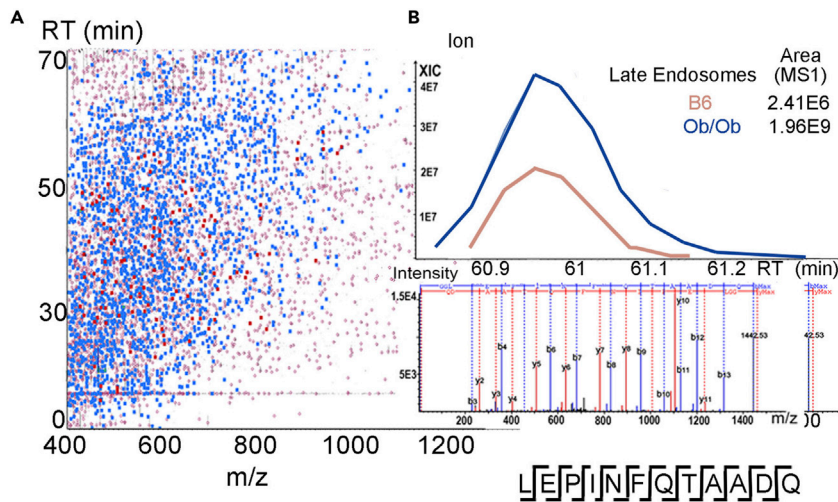 A
RT (min)
70
50
30
0
400 600 800 1000 1200
m/z
B
Ion
XIC
4E7
3E7
2E7
1E7
Late Endosomes
Area
(MS1)
B6 2.41E6
Ob/Ob 1.96E9
60.9 61 61.1 61.2 RT (min)
Intensity
1,5E4
5E3
b3
y2
y3
b4
y4
y5
b6
y6
b7
y7
b8
y8
b9
b10
y10
b11
b12
y11
b13
1442.53
42.53
yMax
200 400 600 800 1000 1200 1400
m/z
LEPINFQTAADQ